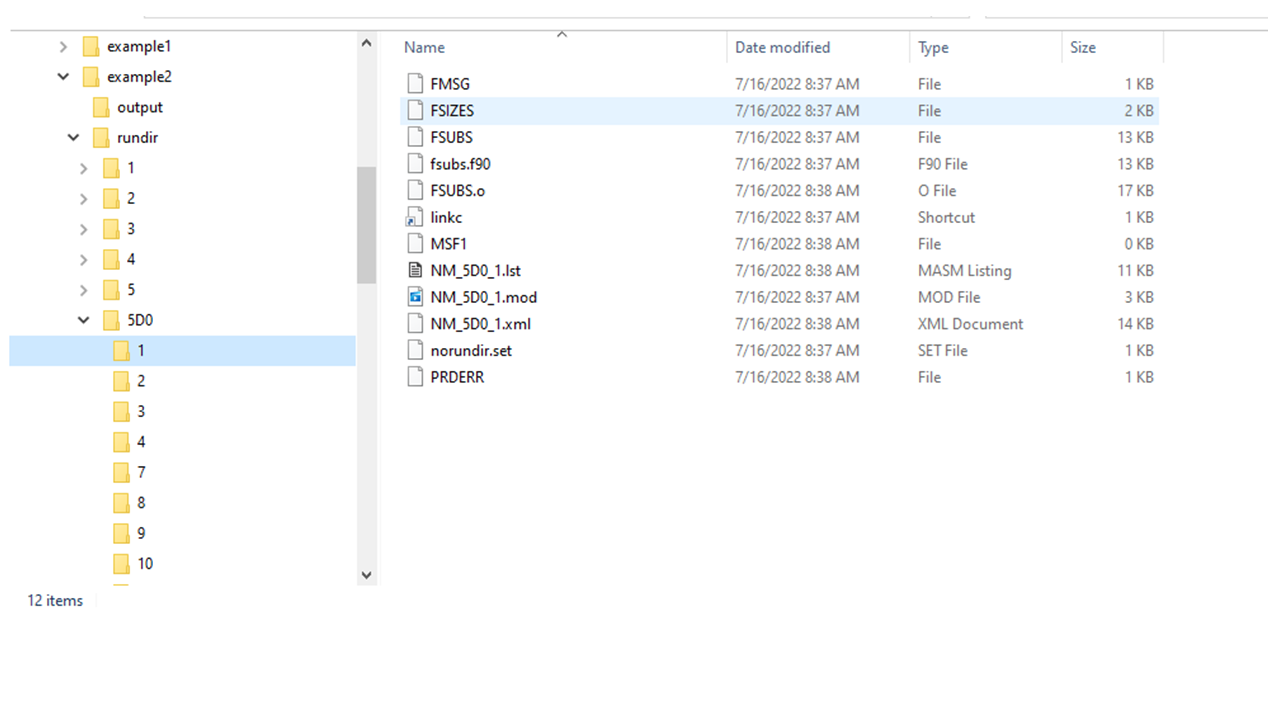 example1
example2
output
rundir
1
2
3
4
5
5D0
1
2
3
4
7
8
9
10
12 items
Name Date modified Type Size
FMSG 7/16/2022 8:37 AM File 1 KB
FSIZES 7/16/2022 8:37 AM File 2 KB
FSUBS 7/16/2022 8:37 AM File 13 KB
fsubs.f90 7/16/2022 8:37 AM F90 File 13 KB
FSUBS.o 7/16/2022 8:38 AM O File 17 KB
linkc 7/16/2022 8:37 AM Shortcut 1 KB
MSF1 7/16/2022 8:38 AM File 0 KB
NM_5D0_1.lst 7/16/2022 8:38 AM MASM Listing 11 KB
NM_5D0_1.mod 7/16/2022 8:37 AM MOD File 3 KB
NM_5D0_1.xml 7/16/2022 8:38 AM XML Document 14 KB
norundir.set 7/16/2022 8:37 AM SET File 1 KB
PRDERR 7/16/2022 8:38 AM File 1 KB